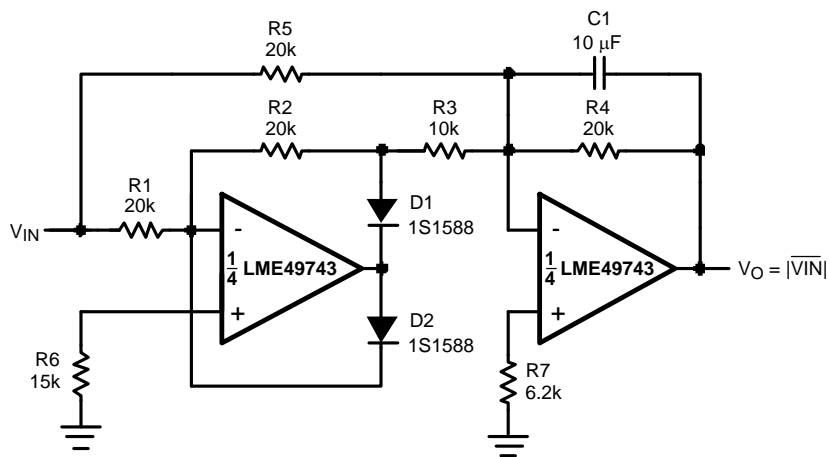 R5
20k
C1
10 μF
R2
20k
R3
10k
R4
20k
R1
20k
VIN
-
+
1/4 LME49743
D1
1S1588
D2
1S1588
R6
15k
-
+
1/4 LME49743
R7
6.2k
VO = |VIN|